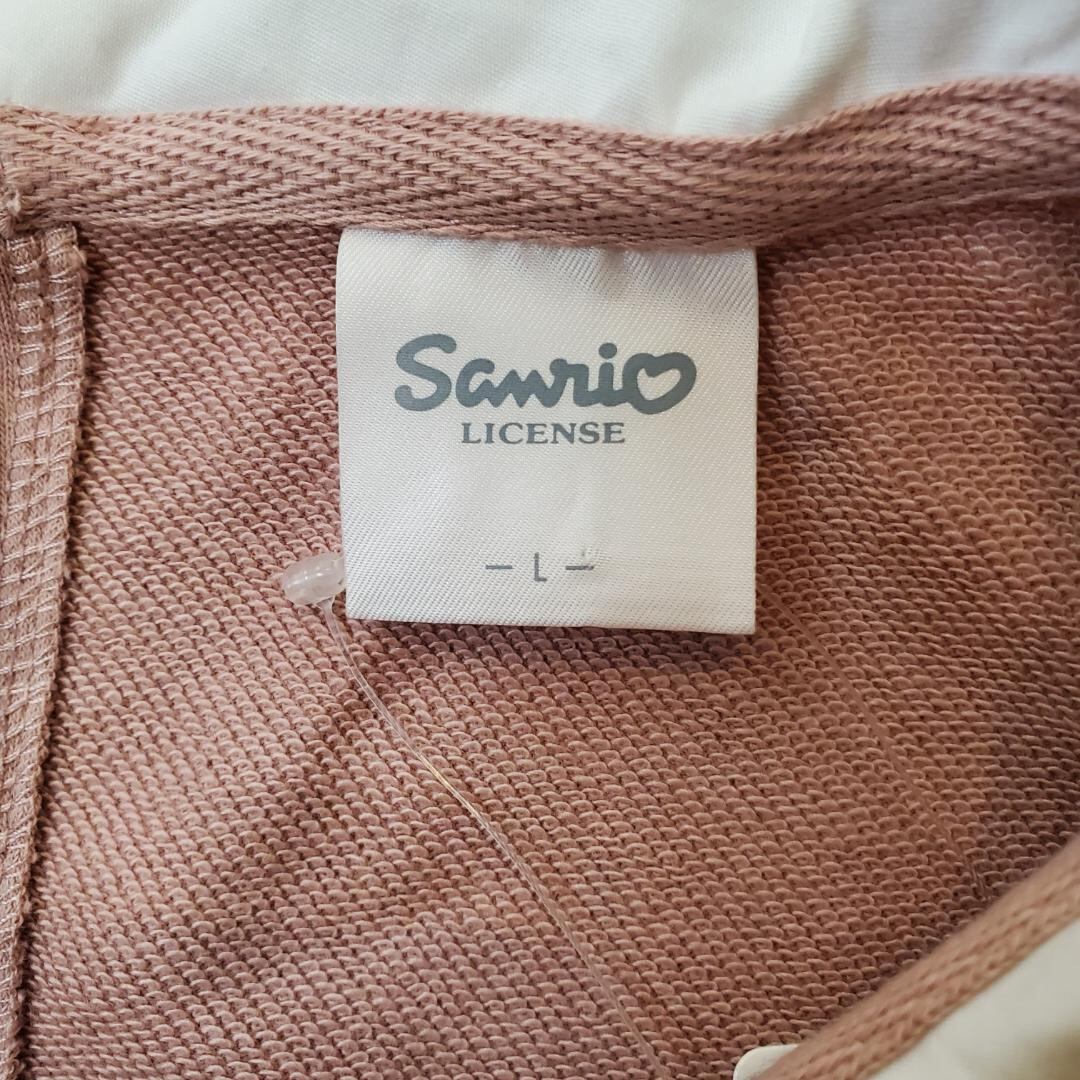 Sanrio
LICENSE
- L -